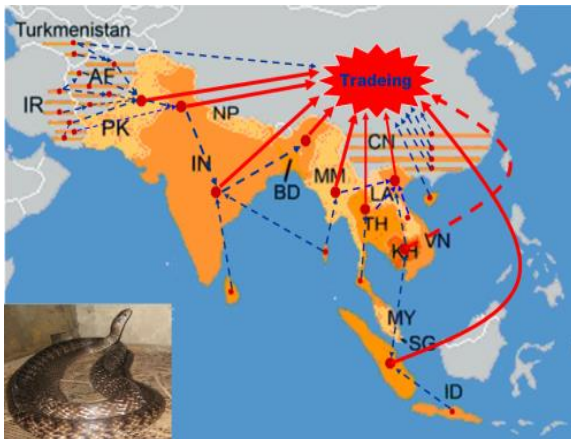 Turkmenistan
AF
IR
PK
NP
IN
BD
Tradeing
CN
MM
LA
TH
VN
KH
MY
SG
ID